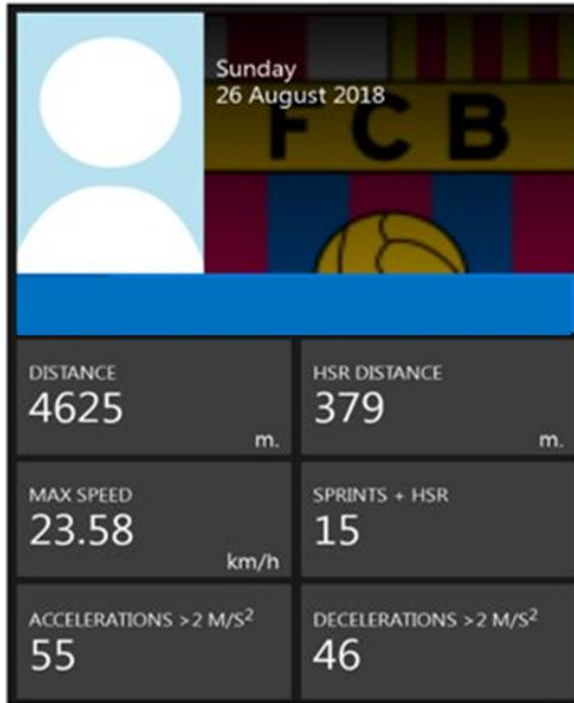 Sunday
26 August 2018
FCB
DISTANCE
4625
m.
HSR DISTANCE
379
m.
MAX SPEED
23.58
km/h
SPRINTS + HSR
15
ACCELERATIONS >2 M/S²
55
DECELERATIONS >2 M/S²
46